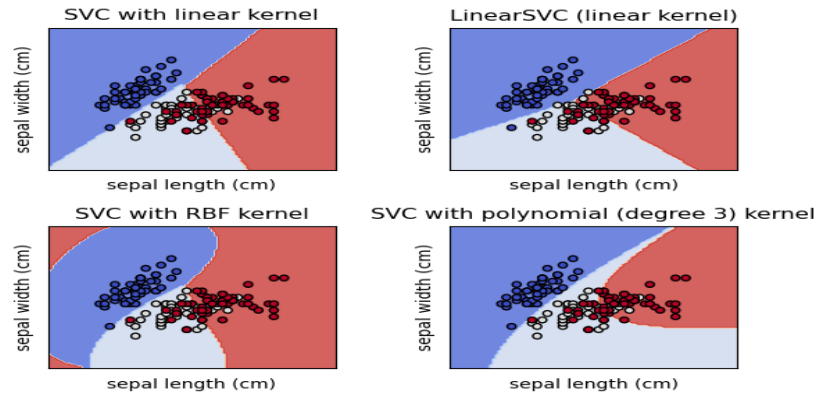 SVC with linear kernel
LinearSVC (linear kernel)
sepal width (cm)
sepal width (cm)
sepal length (cm)
sepal length (cm)
SVC with RBF kernel
SVC with polynomial (degree 3) kernel
sepal width (cm)
sepal width (cm)
sepal length (cm)
sepal length (cm)